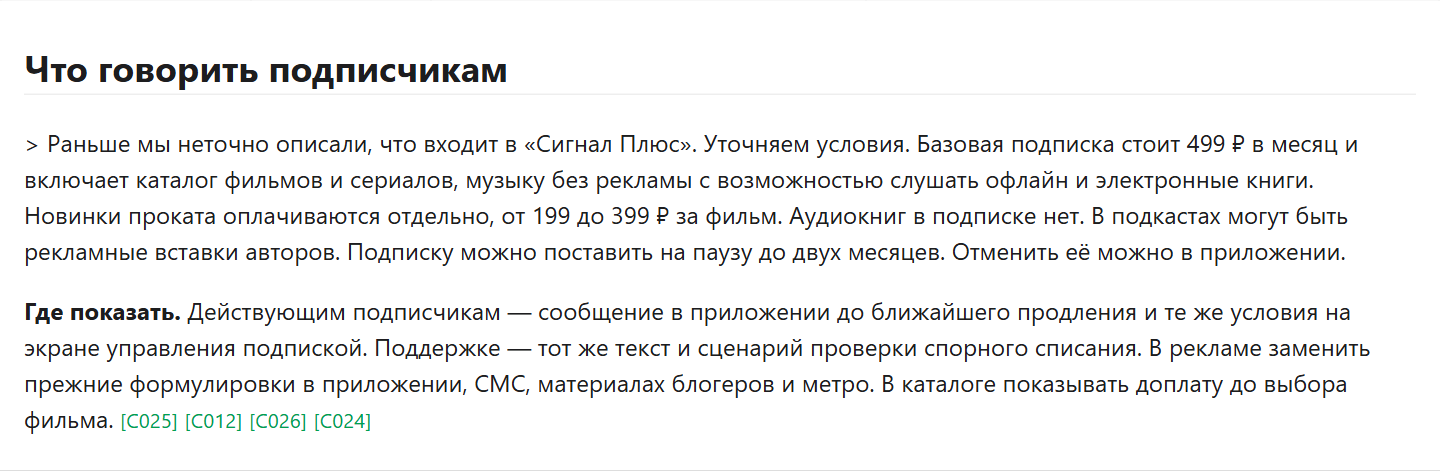 Что говорить подписчикам
> Раньше мы неточно описали, что входит в «Сигнал Плюс». Уточняем условия. Базовая подписка стоит 499 ₽ в месяц и
включает каталог фильмов и сериалов, музыку без рекламы с возможностью слушать офлайн и электронные книги.
Новинки проката оплачиваются отдельно, от 199 до 399 ₽ за фильм. Аудиокниг в подписке нет. В подкастах могут быть
рекламные вставки авторов. Подписку можно поставить на паузу до двух месяцев. Отменить её можно в приложении.
Где показать. Действующим подписчикам — сообщение в приложении до ближайшего продления и те же условия на
экране управления подпиской. Поддержке — тот же текст и сценарий проверки спорного списания. В рекламе заменить
прежние формулировки в приложении, СМС, материалах блогеров и метро. В каталоге показывать доплату до выбора
фильма. [C025] [C012] [C026] [C024]